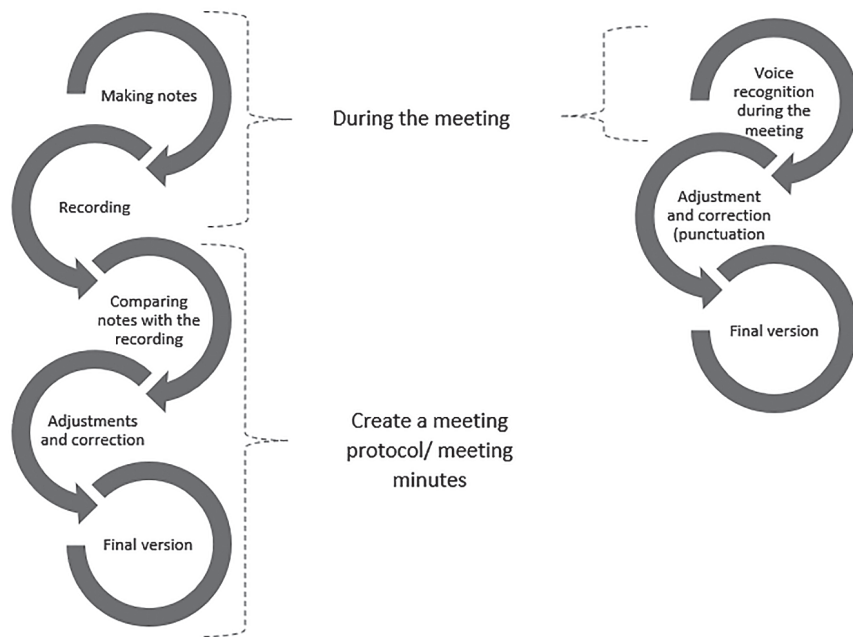 Making notes
Recording
Comparing
notes with the
recording
Adjustments
and correction
Final version
During the meeting
Create a meeting
protocol/ meeting
minutes
Voice
recognition
during the
meeting
Adjustment
and correction
(punctuation
Final version